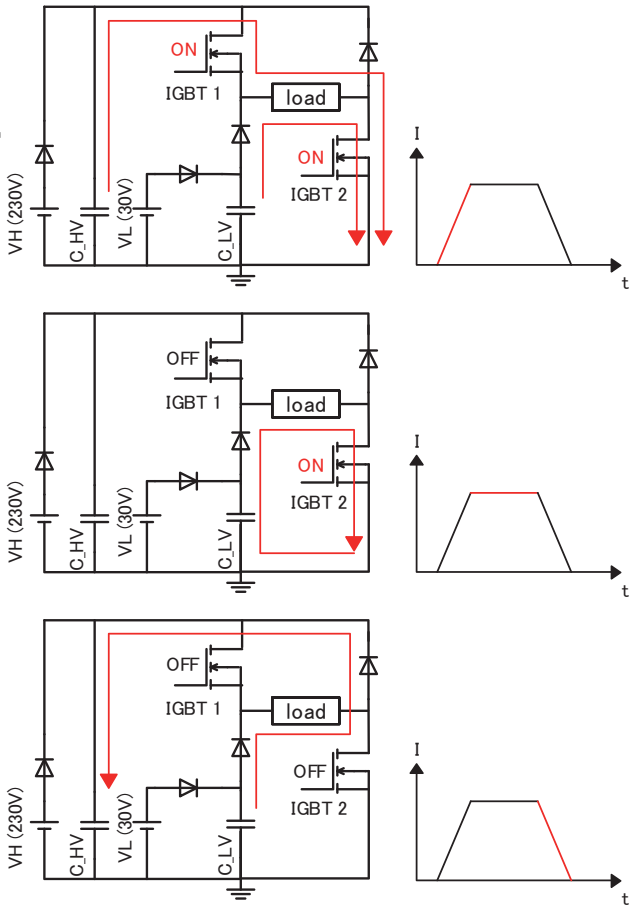 ON
IGBT 1
load
ON
IGBT 2
VH (230V)
C_HV
VL (30V)
C_LV
I
t
OFF
IGBT 1
load
ON
IGBT 2
VH (230V)
C_HV
VL (30V)
C_LV
I
t
OFF
IGBT 1
load
OFF
IGBT 2
VH (230V)
C_HV
VL (30V)
C_LV
I
t